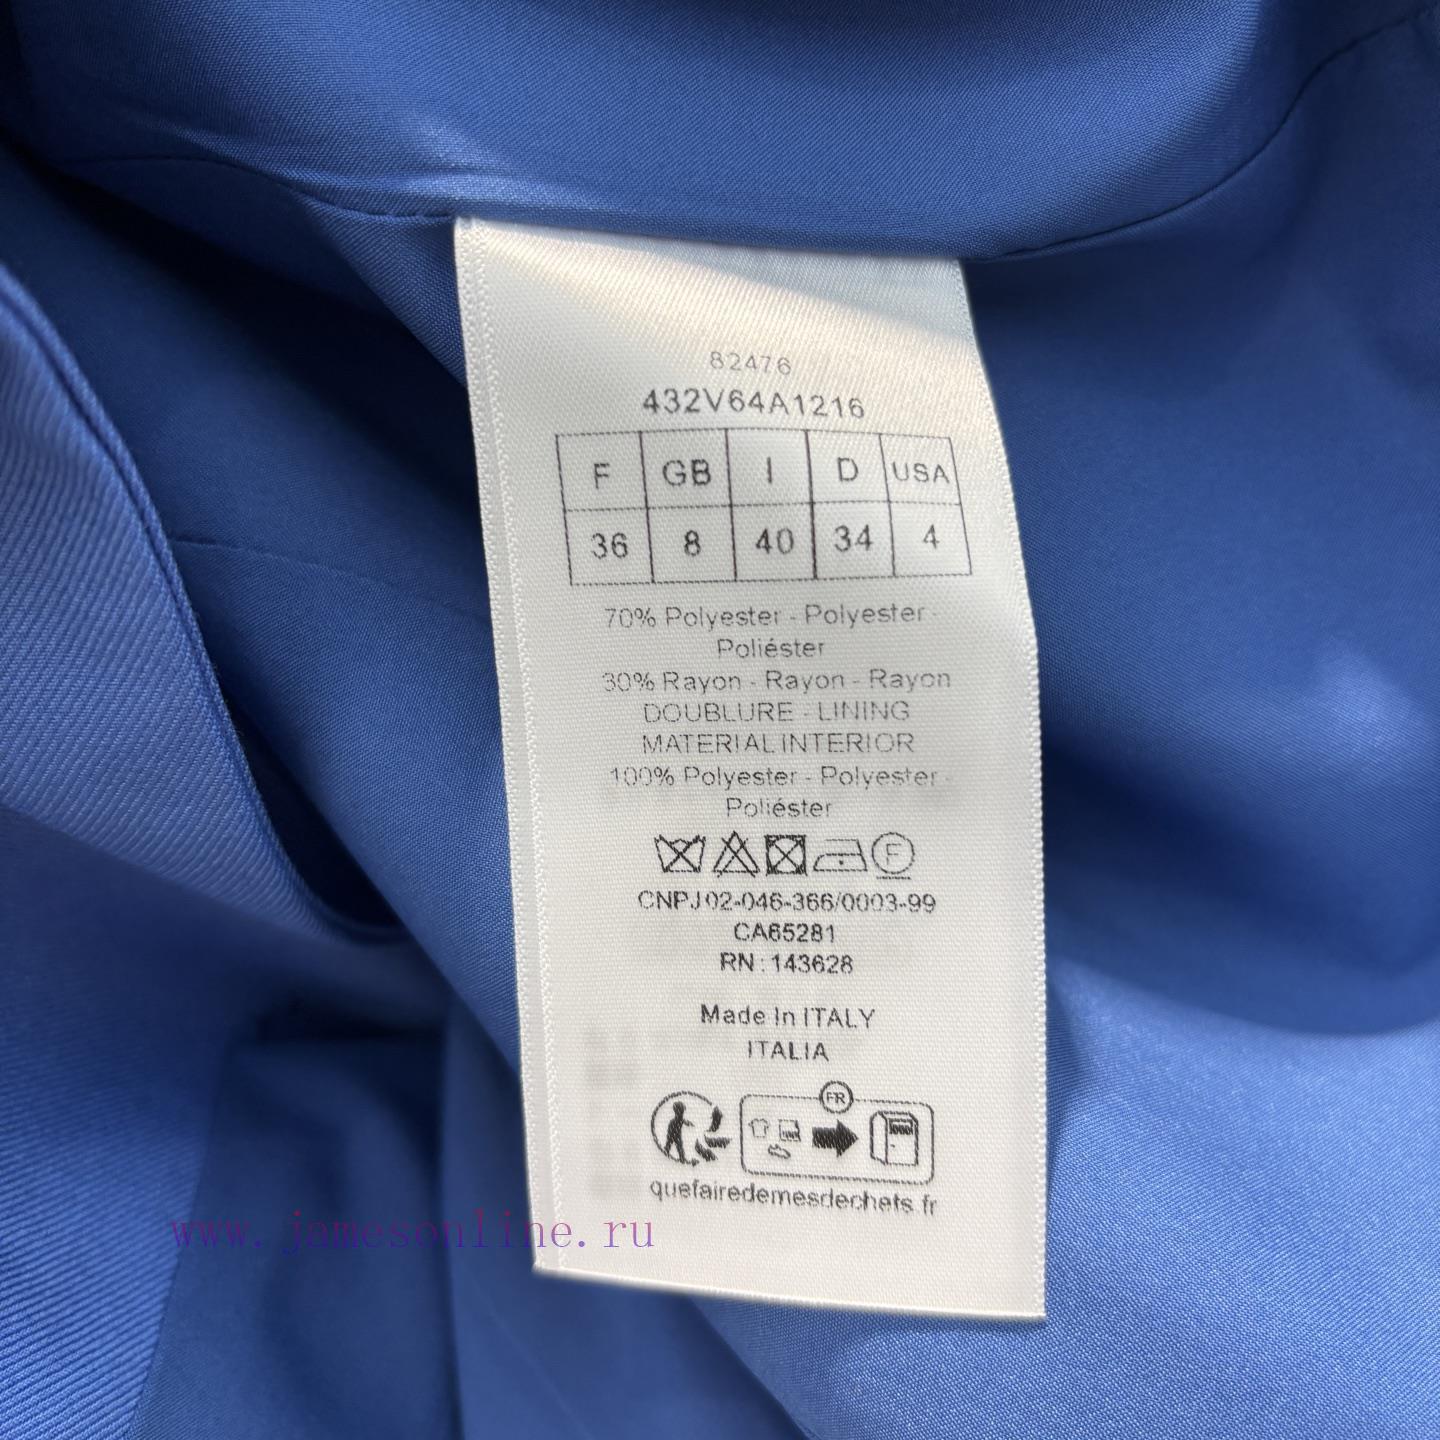 82476
432V64A1216
F GB I D USA
36 8 40 34 4
70% Polyester - Polyester -
Poliéster
30% Rayon - Rayon - Rayon
DOUBLURE - LINING
MATERIAL INTERIOR
100% Polyester - Polyester -
Poliéster
F
CNPJ 02-046-366/0003-99
CA65281
RN : 143628
Made In ITALY
ITALIA
FR
quefairedemesdechets.fr
www.jamesonline.ru